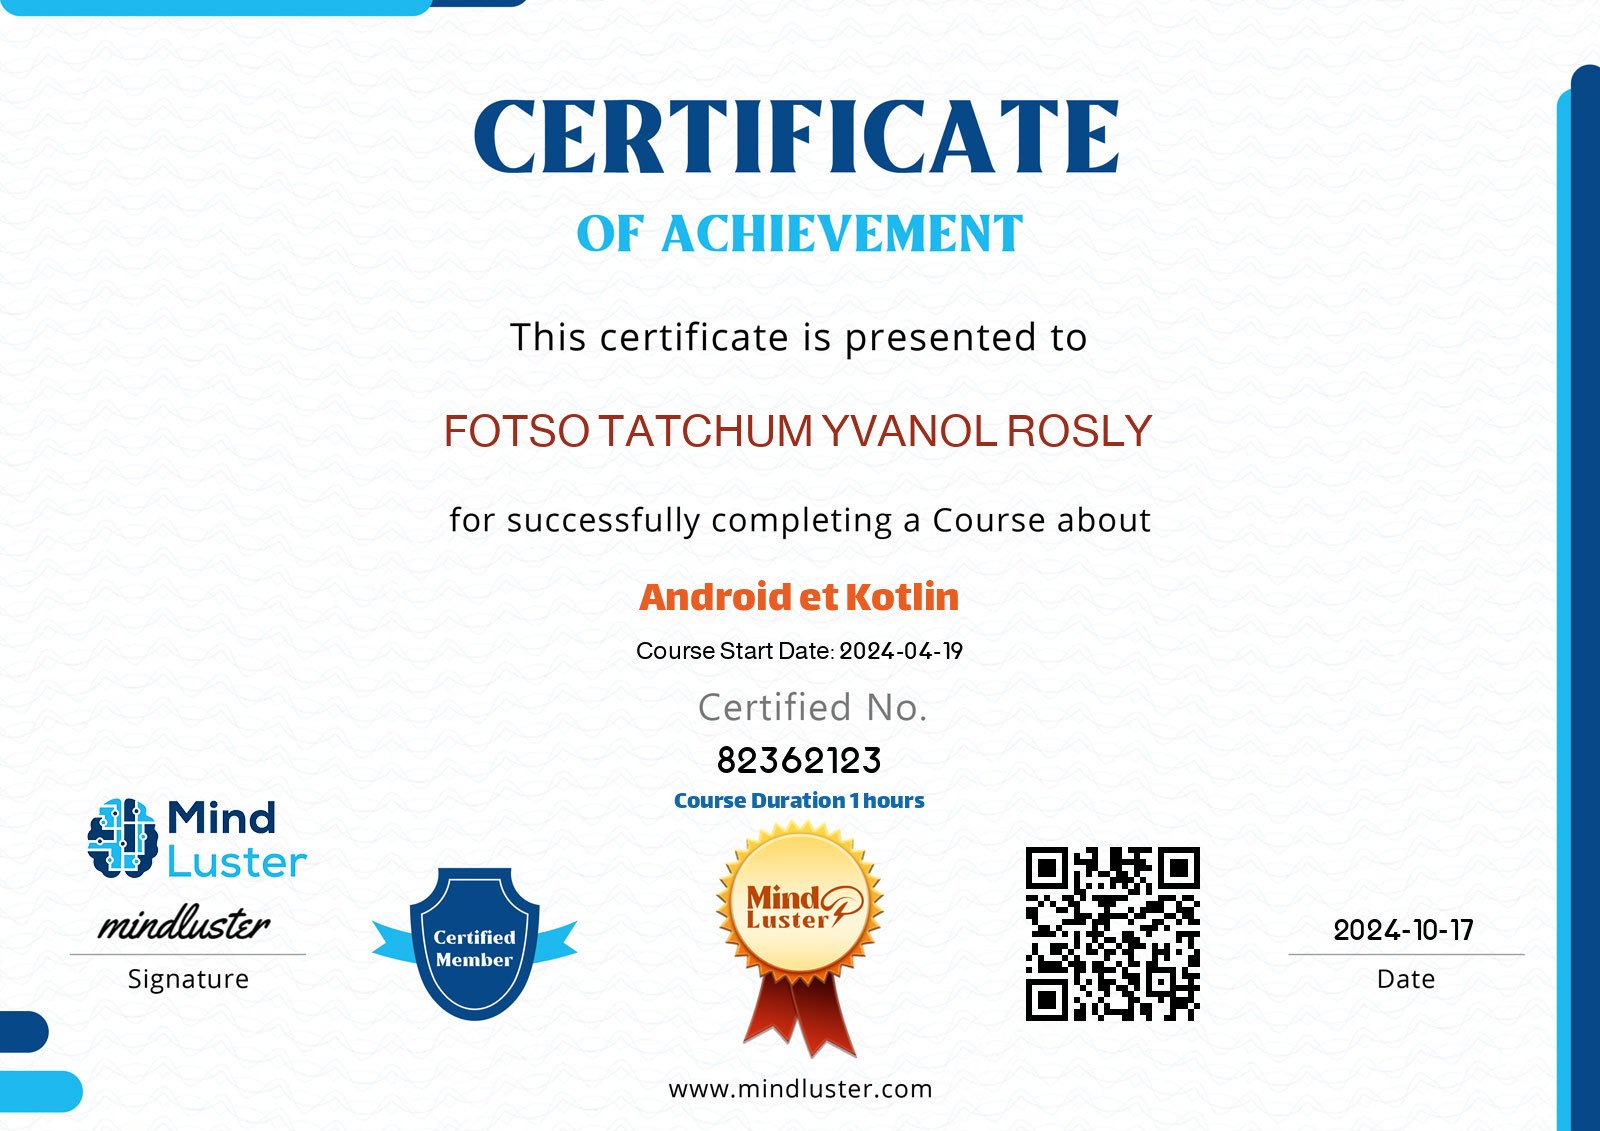 CERTIFICATE
OF ACHIEVEMENT
This certificate is presented to
FOTSO TATCHUM YVANOL ROSLY
for successfully completing a Course about
Android et Kotlin
Course Start Date: 2024-04-19
Certified No.
82362123
Course Duration 1 hours
Mind
Luster
mindluster
Signature
Certified
Member
Mind
Luster
2024-10-17
Date
www.mindluster.com